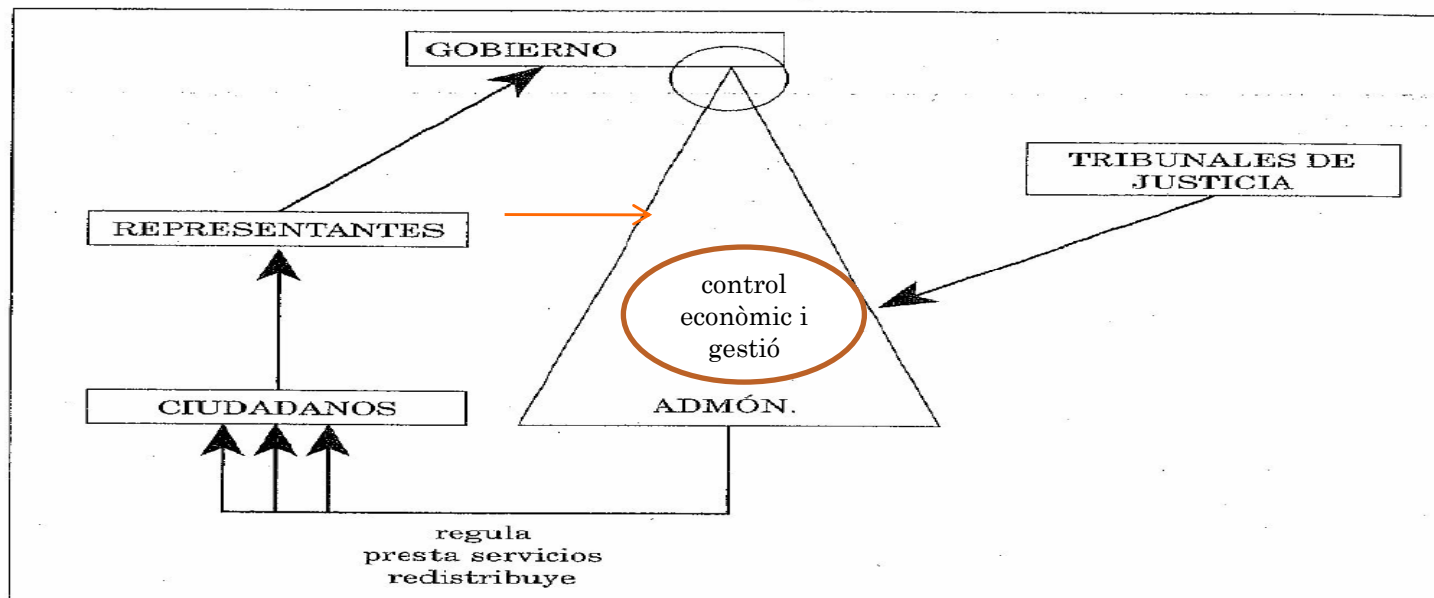 GOBIERNO
TRIBUNALES DE
JUSTICIA
REPRESENTANTES
control
econòmic i
gestió
CIUDADANOS
ADMÓN.
regula
presta servicios
redistribuye